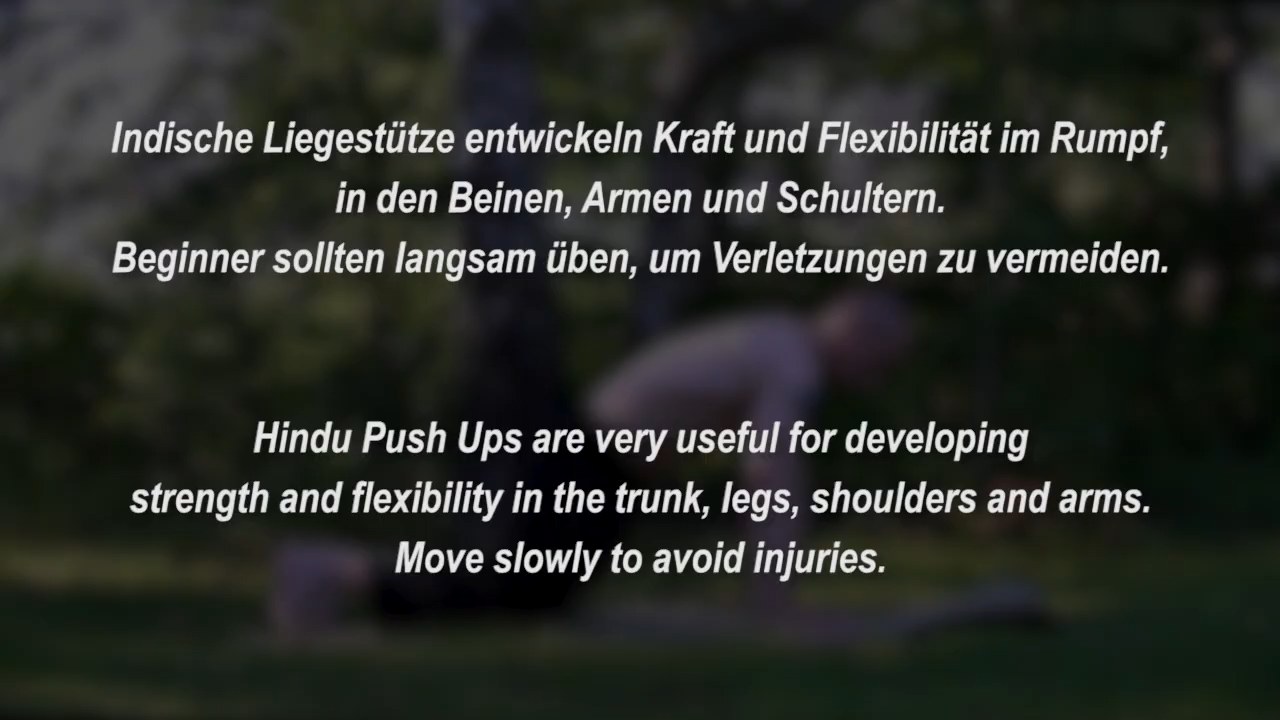 Indische Liegestütze entwickeln Kraft und Flexibilität im Rumpf,
in den Beinen, Armen und Schultern.
Beginner sollten langsam üben, um Verletzungen zu vermeiden.
Hindu Push Ups are very useful for developing
strength and flexibility in the trunk, legs, shoulders and arms.
Move slowly to avoid injuries.